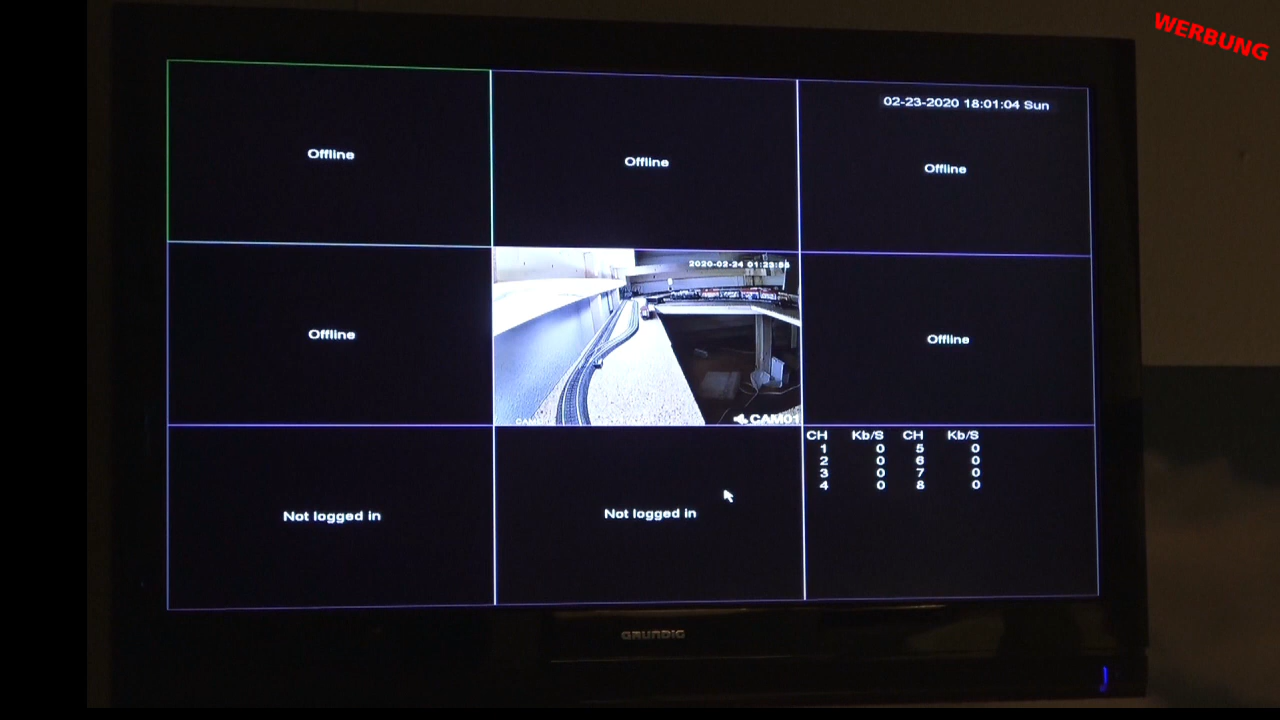 WERBUNG
02-23-2020 18:01:04 Sun
Offline
Offline
Offline
2020-02-24 01:23:
Offline
Offline
CAM01
CH Kb/S CH Kb/S
1 0 5 0
2 0 6 0
3 0 7 0
4 0 8 0
Not logged in
Not logged in
GRUNDIG